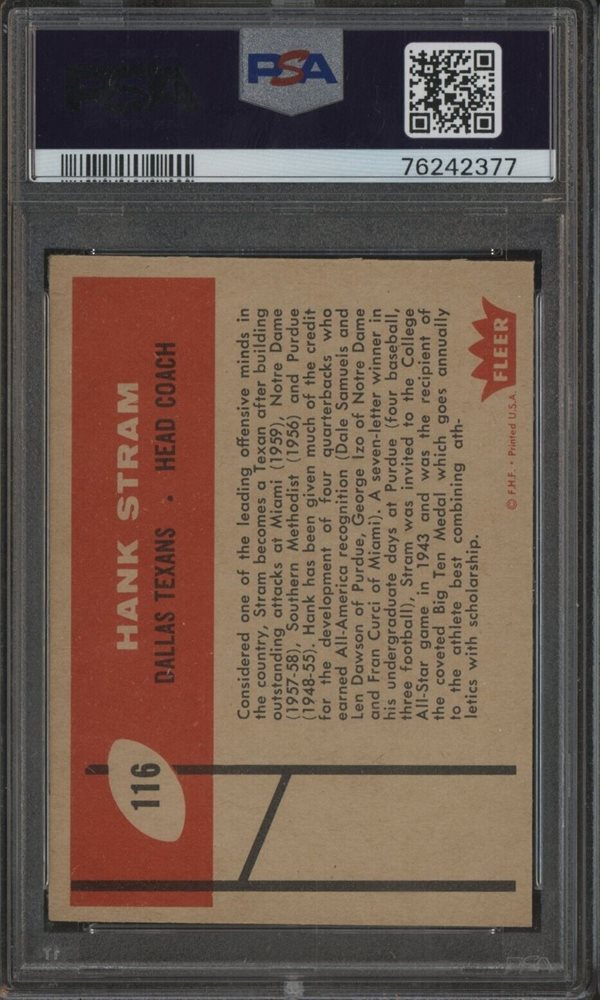 PSA
76242377
116
HANK STRAM
DALLAS TEXANS • HEAD COACH
Considered one of the leading offensive minds in
the country, Stram becomes a Texan after building
outstanding attacks at Miami (1959), Notre Dame
(1957-58), Southern Methodist (1956) and Purdue
(1948-55). Hank has been given much of the credit
for the development of four quarterbacks who
earned All-America recognition (Dale Samuels and
Len Dawson of Purdue, George Izo of Notre Dame
and Fran Curci of Miami). A seven-letter winner in
his undergraduate days at Purdue (four baseball,
three football), Stram was invited to the College
All-Star game in 1943 and was the recipient of
the coveted Big Ten Medal which goes annually
to the athlete best combining ath-
letics with scholarship.
FLEER
© F.H.F. • Printed U.S.A.
PSA